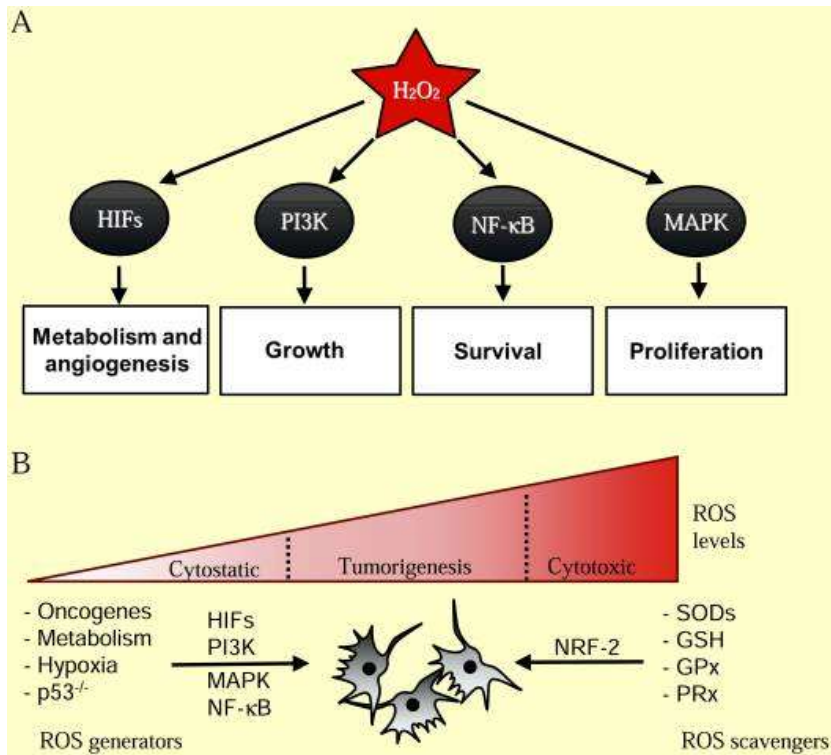 A
H₂O₂
HIFs
PI3K
NF-κB
MAPK
Metabolism and
angiogenesis
Growth
Survival
Proliferation
B
ROS
levels
Cytostatic
Tumorigenesis
Cytotoxic
- Oncogenes
- Metabolism
- Hypoxia
- p53-/-
ROS generators
HIFs
PI3K
MAPK
NF-κB
NRF-2
- SODs
- GSH
- GPx
- PRx
ROS scavengers